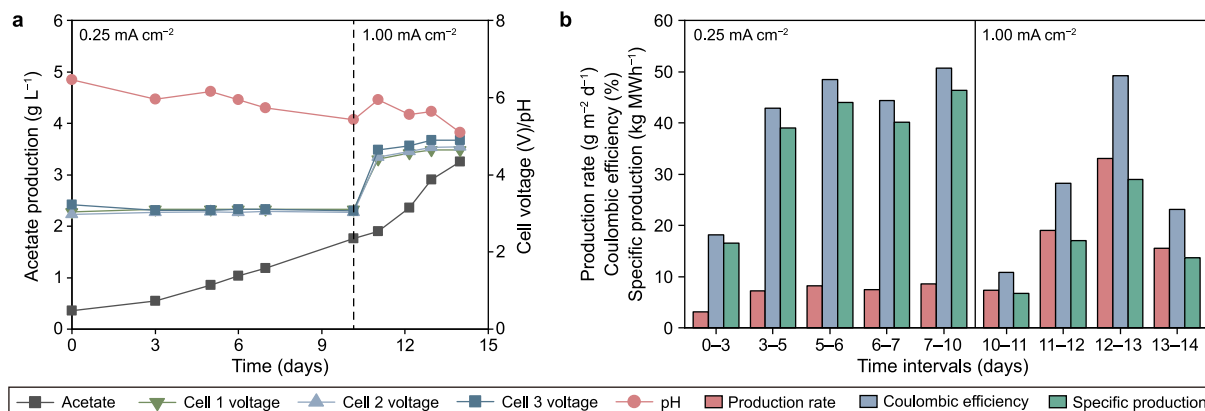 a
0.25 mA cm⁻²
1.00 mA cm⁻²
Acetate production (g L⁻¹)
6
5
4
3
2
1
0
8
6
4
2
0
Cell voltage (V)/pH
0 3 6 9 12 15
Time (days)
b
0.25 mA cm⁻²
1.00 mA cm⁻²
Production rate (g m⁻² d⁻¹)
Coulombic efficiency (%)
Specific production (kg MWh⁻¹)
60
50
40
30
20
10
0
0–3 3–5 5–6 6–7 7–10 10–11 11–12 12–13 13–14
Time intervals (days)
Acetate Cell 1 voltage Cell 2 voltage Cell 3 voltage pH Production rate Coulombic efficiency Specific production